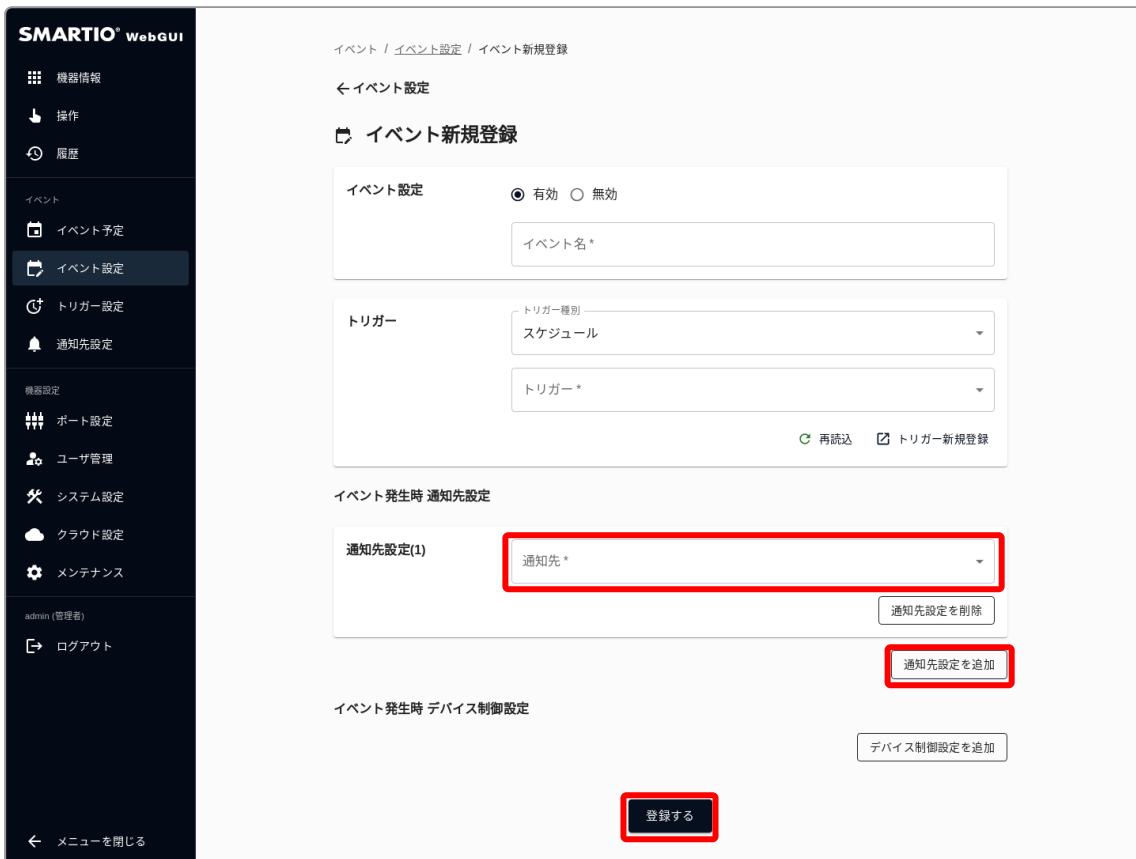 SMARTIO® WebGUI
機器情報
操作
履歴
イベント
イベント予定
イベント設定
トリガー設定
通知先設定
機器設定
ポート設定
ユーザ管理
システム設定
クラウド設定
メンテナンス
admin (管理者)
ログアウト
メニューを閉じる
イベント / イベント設定 / イベント新規登録
イベント設定
イベント新規登録
イベント設定
有効 無効
イベント名 *
トリガー
トリガー種別
スケジュール
トリガー *
再読込 トリガー新規登録
イベント発生時 通知先設定
通知先設定(1)
通知先 *
通知先設定を削除
通知先設定を追加
イベント発生時 デバイス制御設定
デバイス制御設定を追加
登録する